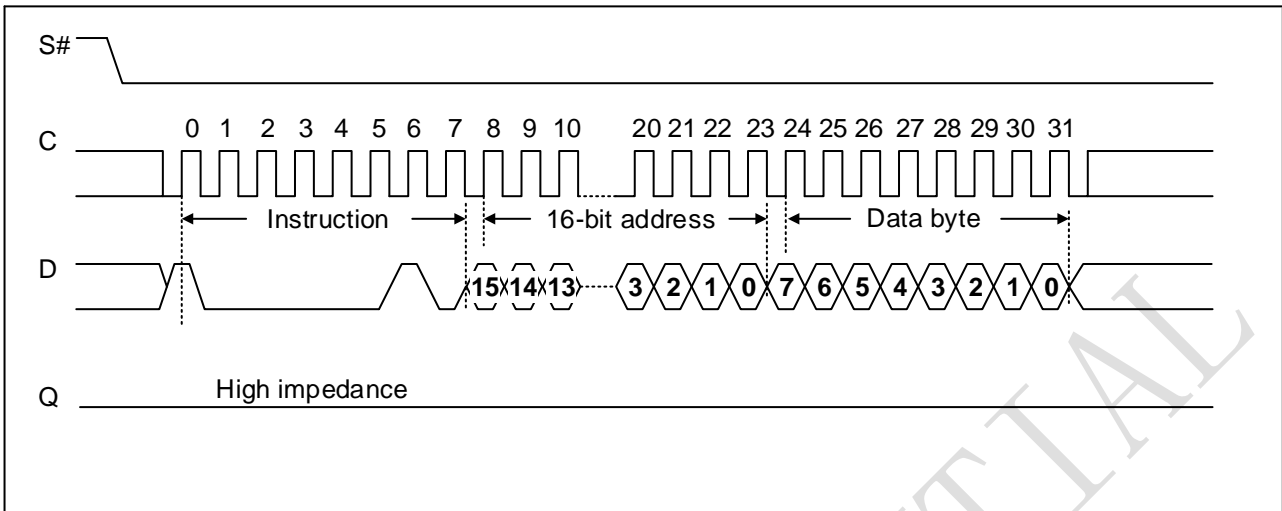 S#
C 0 1 2 3 4 5 6 7 8 9 10 20 21 22 23 24 25 26 27 28 29 30 31
Instruction 16-bit address Data byte
D 15 14 13 3 2 1 0 7 6 5 4 3 2 1 0
Q High impedance
TIAL